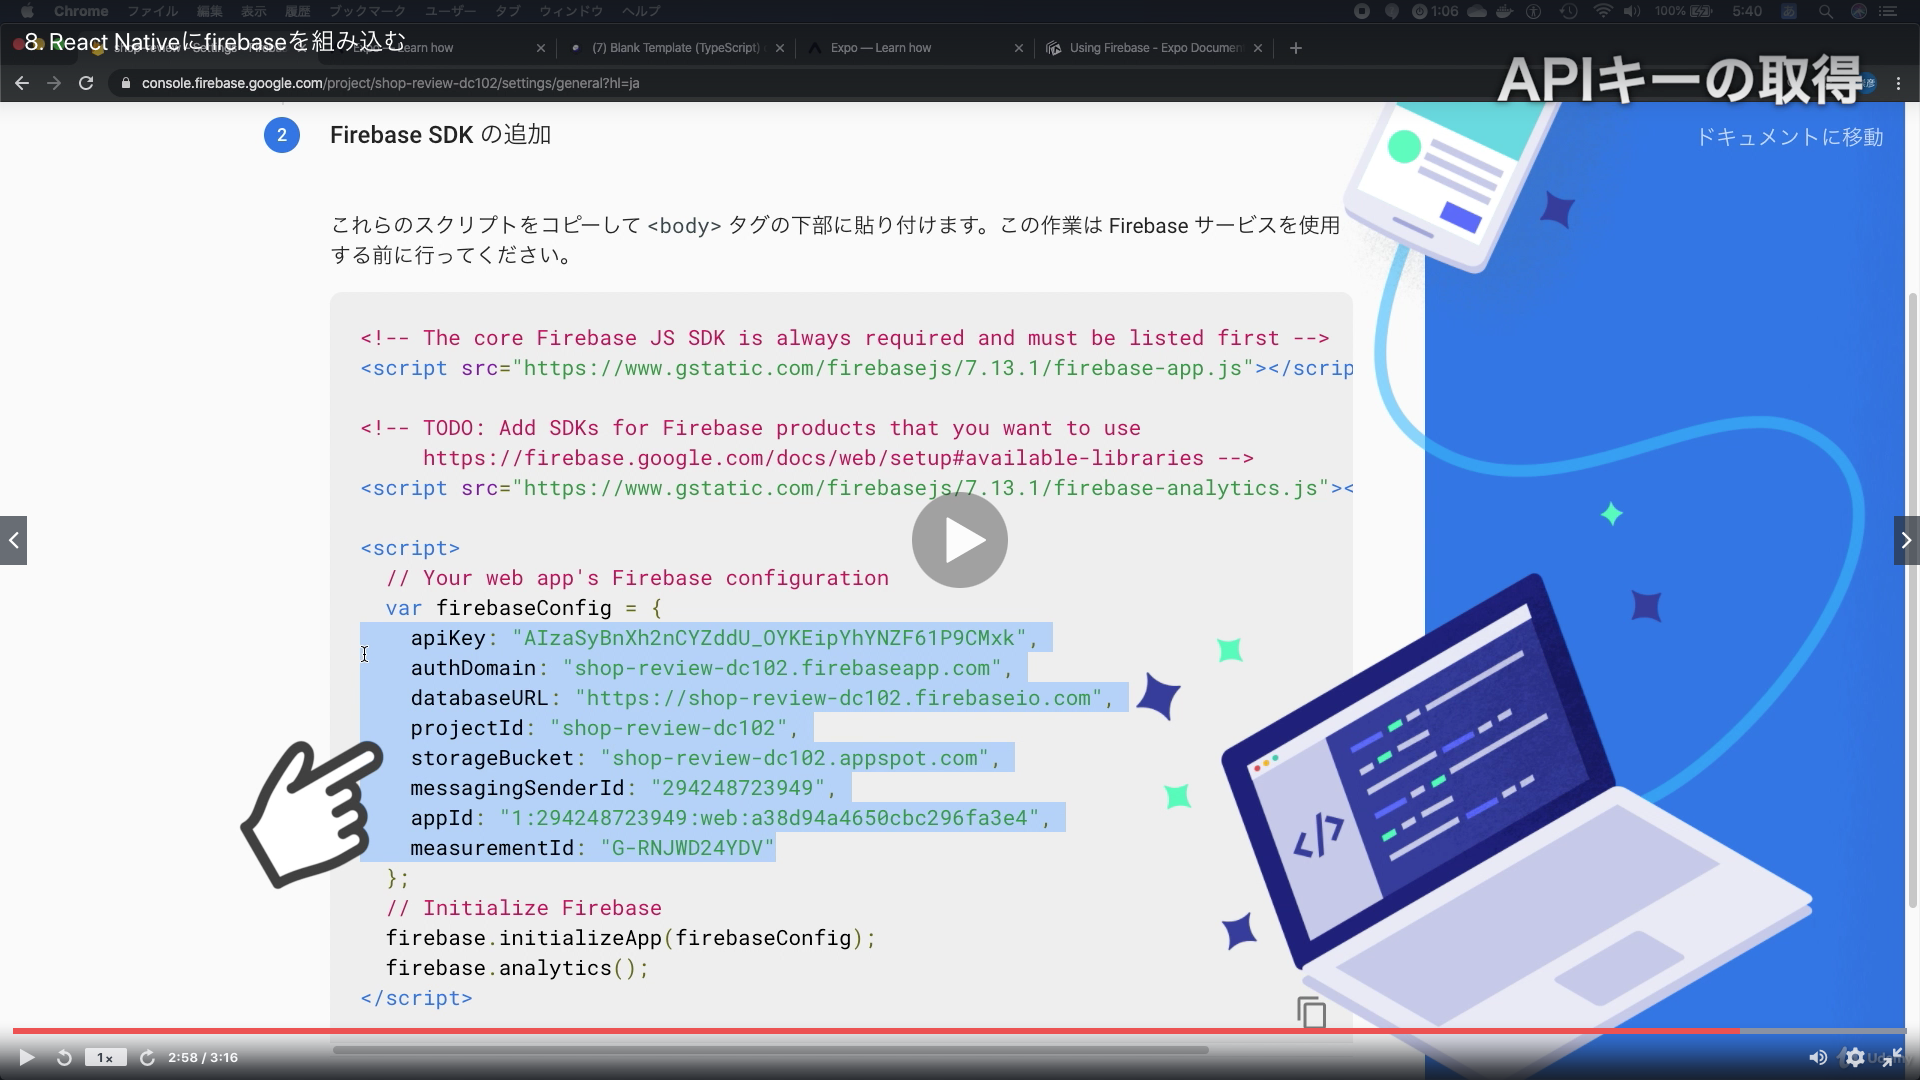 Chrome ファイル 編集 表示 履歴 ブックマーク ユーザー タブ ウィンドウ ヘルプ 1:06 100% 5:40 あ
8. React Nativeにfirebaseを組み込む
Learn how
(7) Blank Template (TypeScript)
Expo — Learn how
Using Firebase - Expo Documen
console.firebase.google.com/project/shop-review-dc102/settings/general?hl=ja
APIキーの取得
2 Firebase SDK の追加
ドキュメントに移動
これらのスクリプトをコピーして <body> タグの下部に貼り付けます。この作業は Firebase サービスを使用
する前に行ってください。
<!-- The core Firebase JS SDK is always required and must be listed first -->
<script src="https://www.gstatic.com/firebasejs/7.13.1/firebase-app.js"></scrip
<!-- TODO: Add SDKs for Firebase products that you want to use
https://firebase.google.com/docs/web/setup#available-libraries -->
<script src="https://www.gstatic.com/firebasejs/7.13.1/firebase-analytics.js"><
<script>
// Your web app's Firebase configuration
var firebaseConfig = {
apiKey: "AIzaSyBnXh2nCYZddU_OYKEipYhYNZF61P9CMxk",
authDomain: "shop-review-dc102.firebaseapp.com",
databaseURL: "https://shop-review-dc102.firebaseio.com",
projectId: "shop-review-dc102",
storageBucket: "shop-review-dc102.appspot.com",
messagingSenderId: "294248723949",
appId: "1:294248723949:web:a38d94a4650cbc296fa3e4",
measurementId: "G-RNJWD24YDV"
};
// Initialize Firebase
firebase.initializeApp(firebaseConfig);
firebase.analytics();
</script>
</>
1x 2:58 / 3:16